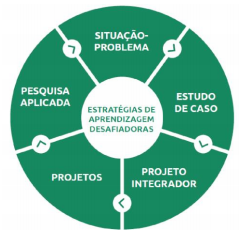 SITUAÇÃO-
PROBLEMA
ESTUDO
DE CASO
PROJETO
INTEGRADOR
PROJETOS
PESQUISA
APLICADA
ESTRATÉGIAS DE
APRENDIZAGEM
DESAFIADORAS